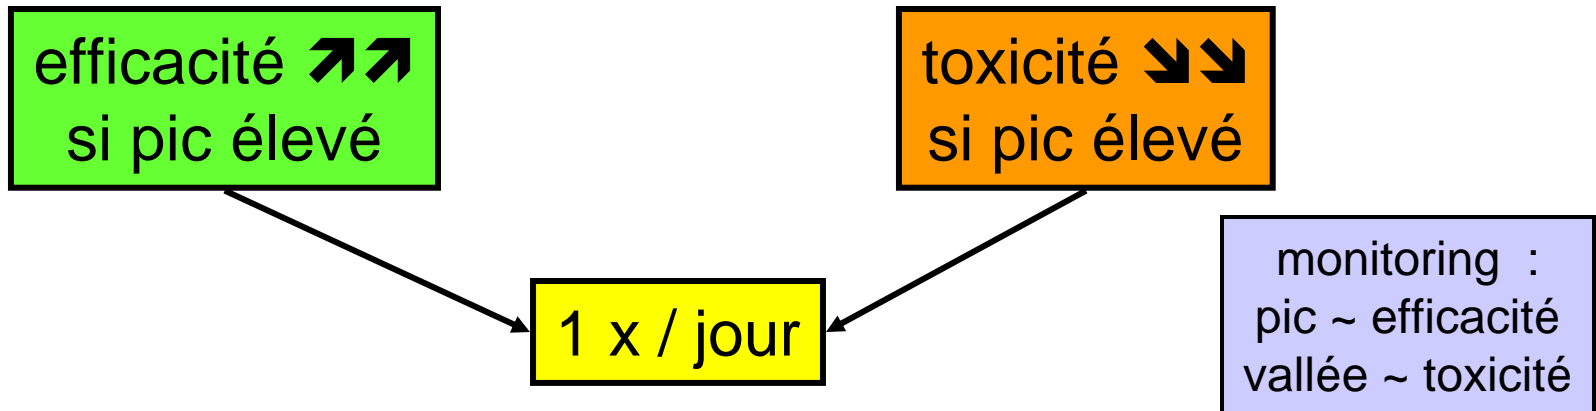 efficacité ⬈⬈
si pic élevé
toxicité ⬊⬊
si pic élevé
1 x / jour
monitoring :
pic ~ efficacité
vallée ~ toxicité